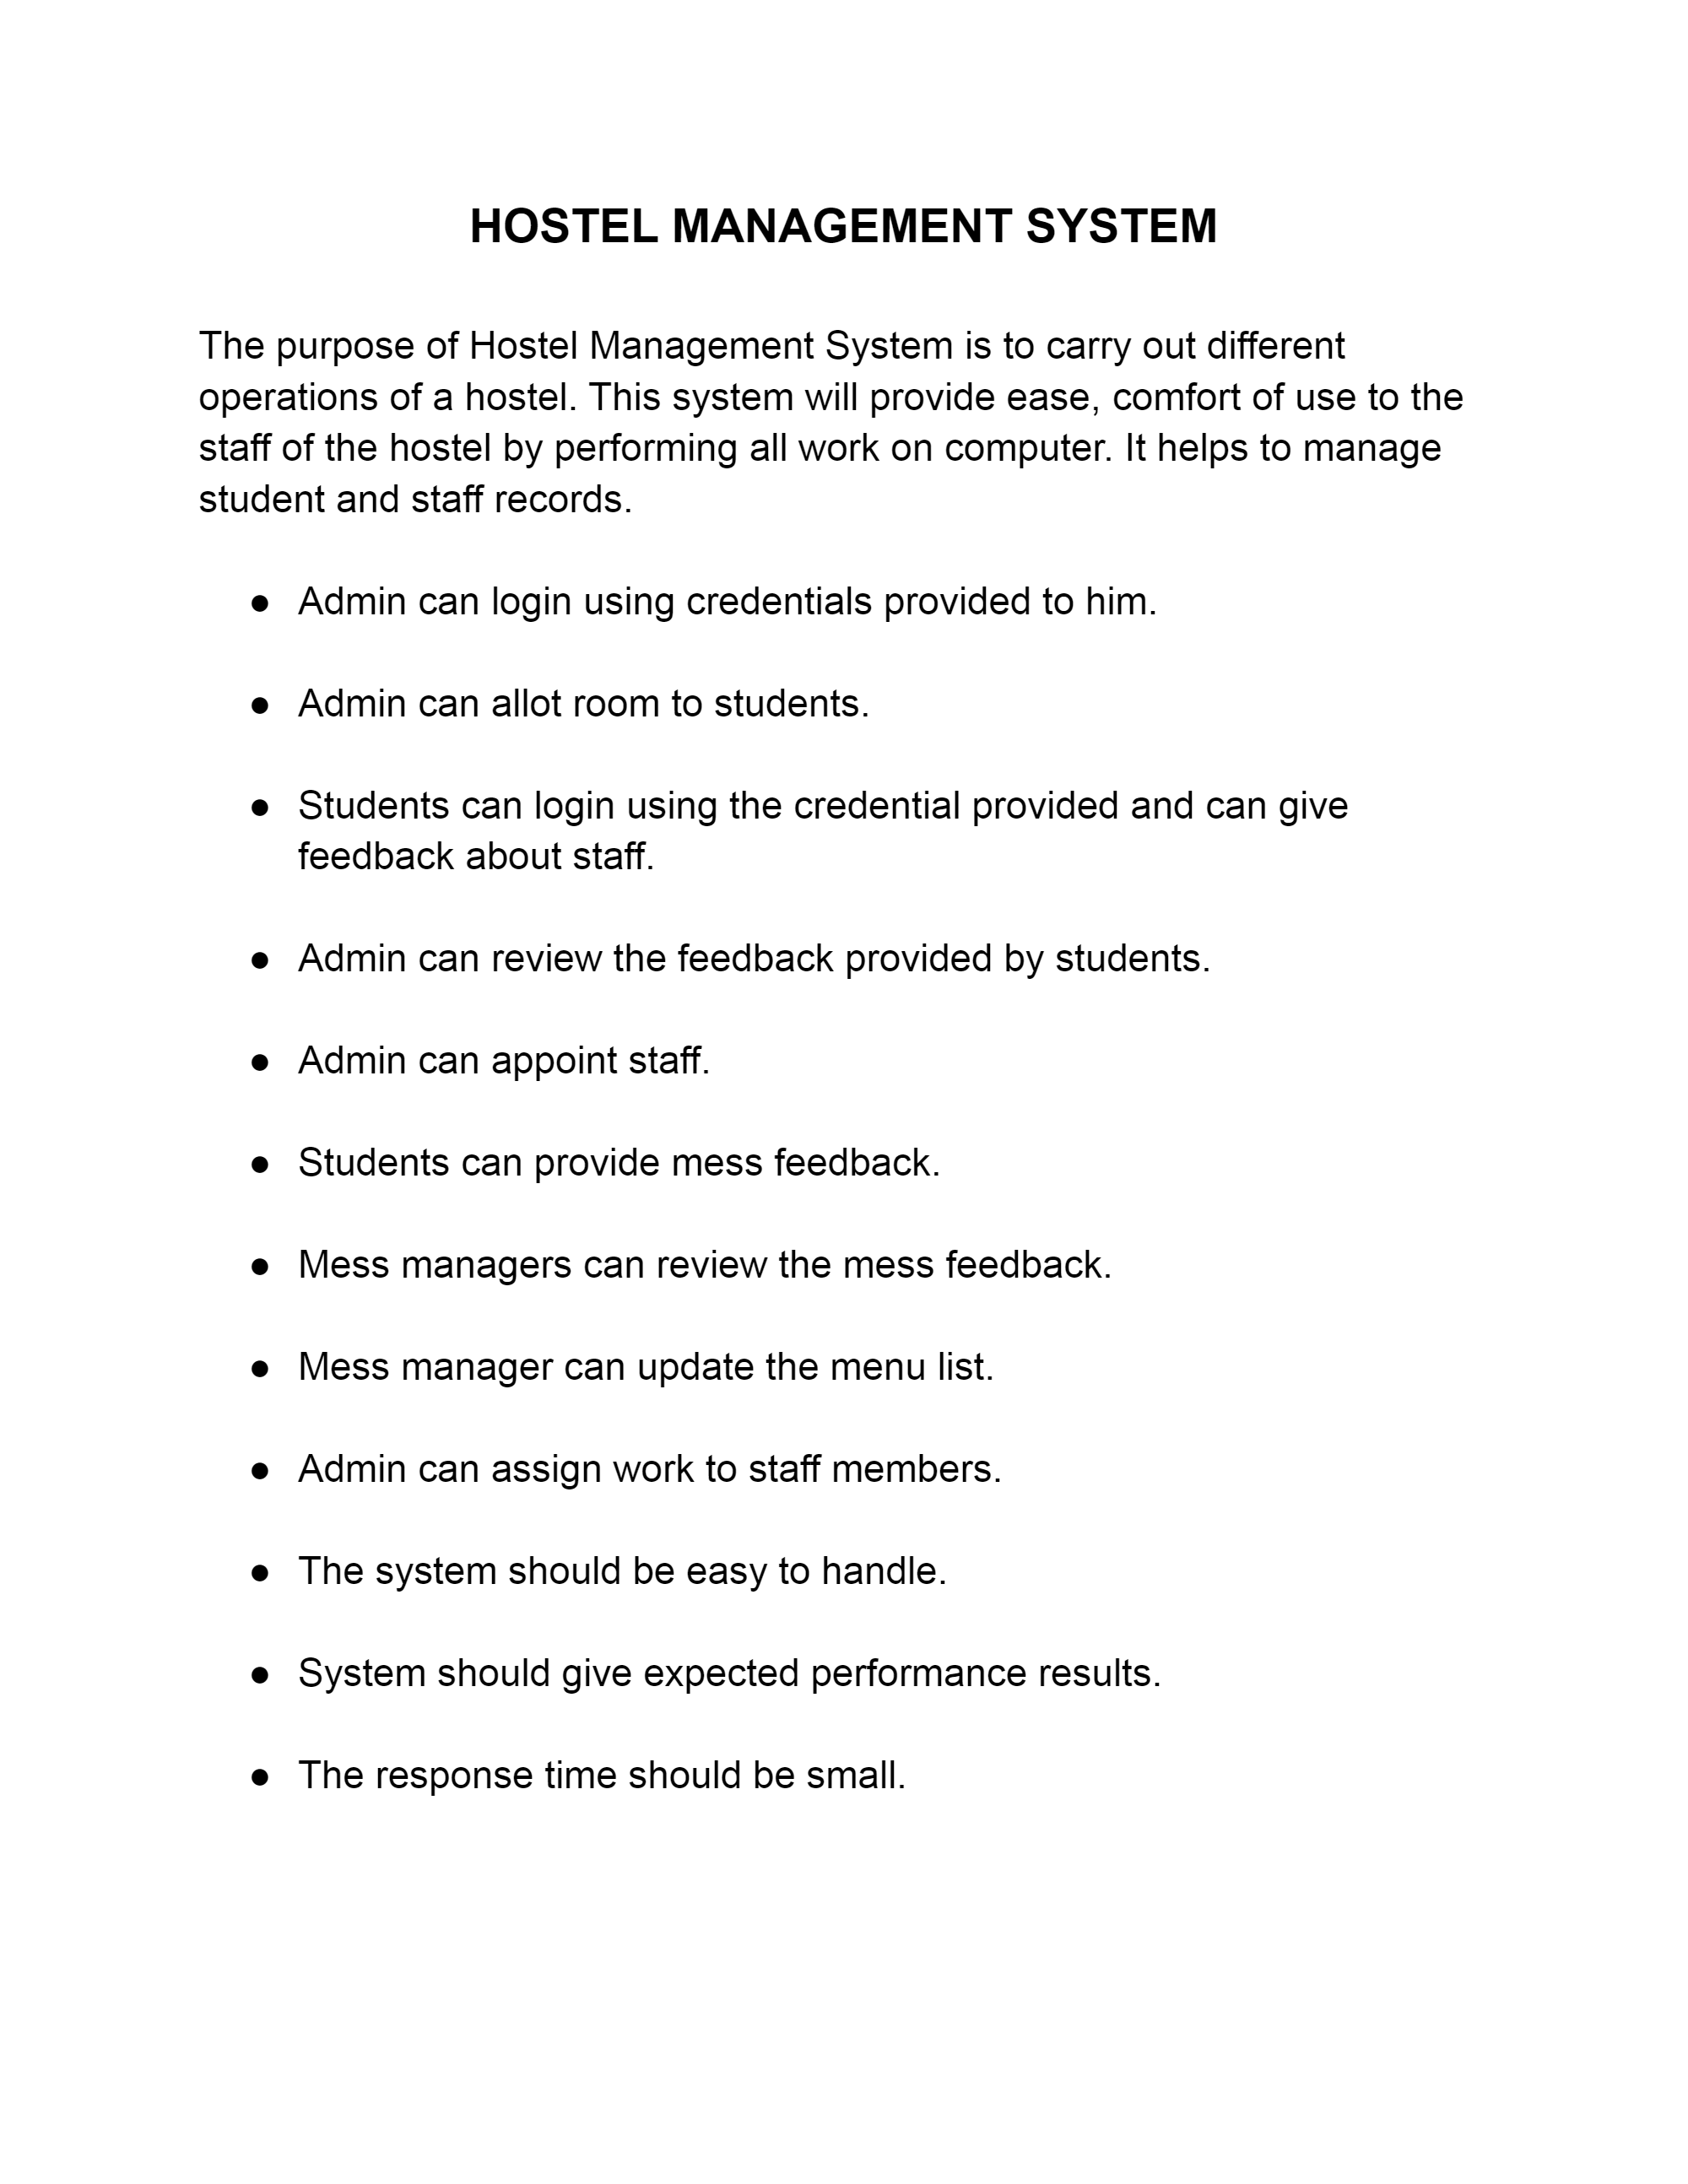 HOSTEL MANAGEMENT SYSTEM
The purpose of Hostel Management System is to carry out different
operations of a hostel. This system will provide ease, comfort of use to the
staff of the hostel by performing all work on computer. It helps to manage
student and staff records.
● Admin can login using credentials provided to him.
● Admin can allot room to students.
● Students can login using the credential provided and can give
feedback about staff.
● Admin can review the feedback provided by students.
● Admin can appoint staff.
● Students can provide mess feedback.
● Mess managers can review the mess feedback.
● Mess manager can update the menu list.
● Admin can assign work to staff members.
● The system should be easy to handle.
● System should give expected performance results.
● The response time should be small.